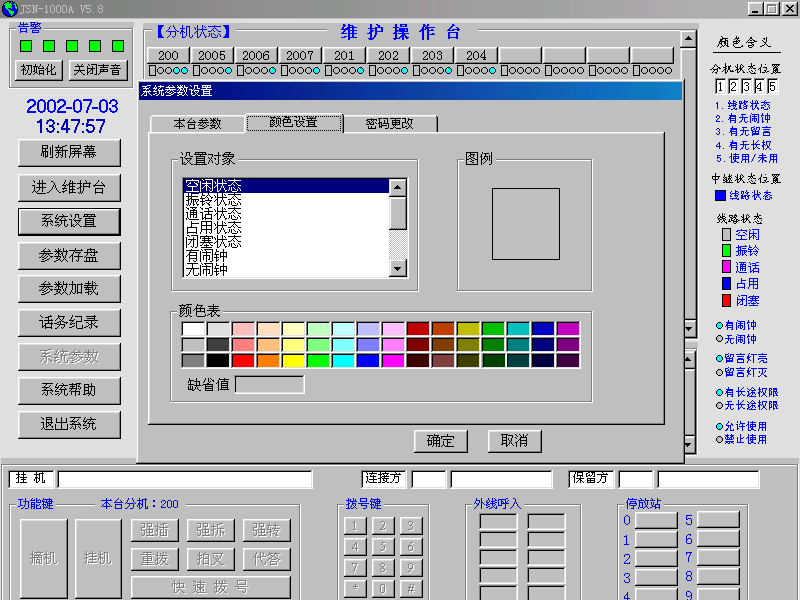 JSN-1000A V5.8
告警
初始化 关闭声音
2002-07-03
13:47:57
刷新屏幕
进入维护台
系统设置
参数存盘
参数加载
话务纪录
系统参数
系统帮助
退出系统
【分机状态】 维护操作台
200 2005 2006 2007 201 202 203 204
系统参数设置
本台参数 颜色设置 密码更改
设置对象
空闲状态
振铃状态
通话状态
占用状态
闭塞状态
有闹钟
无闹钟
图例
颜色表
缺省值
确定 取消
颜色含义
分机状态位置
1 2 3 4 5
1. 线路状态
2. 有无闹钟
3. 有无留言
4. 有无长权
5. 使用/未用
中继状态位置
线路状态
线路状态
空闲
振铃
通话
占用
闭塞
有闹钟
无闹钟
留言灯亮
留言灯灭
有长途权限
无长途权限
允许使用
禁止使用
挂机 连接方 保留方
功能键 本台分机：200
摘机 挂机
强插 强拆 强转
重拨 拍叉 代答
快速拨号
拨号键
1 2 3
4 5 6
7 8 9
* 0 #
外线呼入
停放站
0 5
1 6
2 7
3 8
4 9